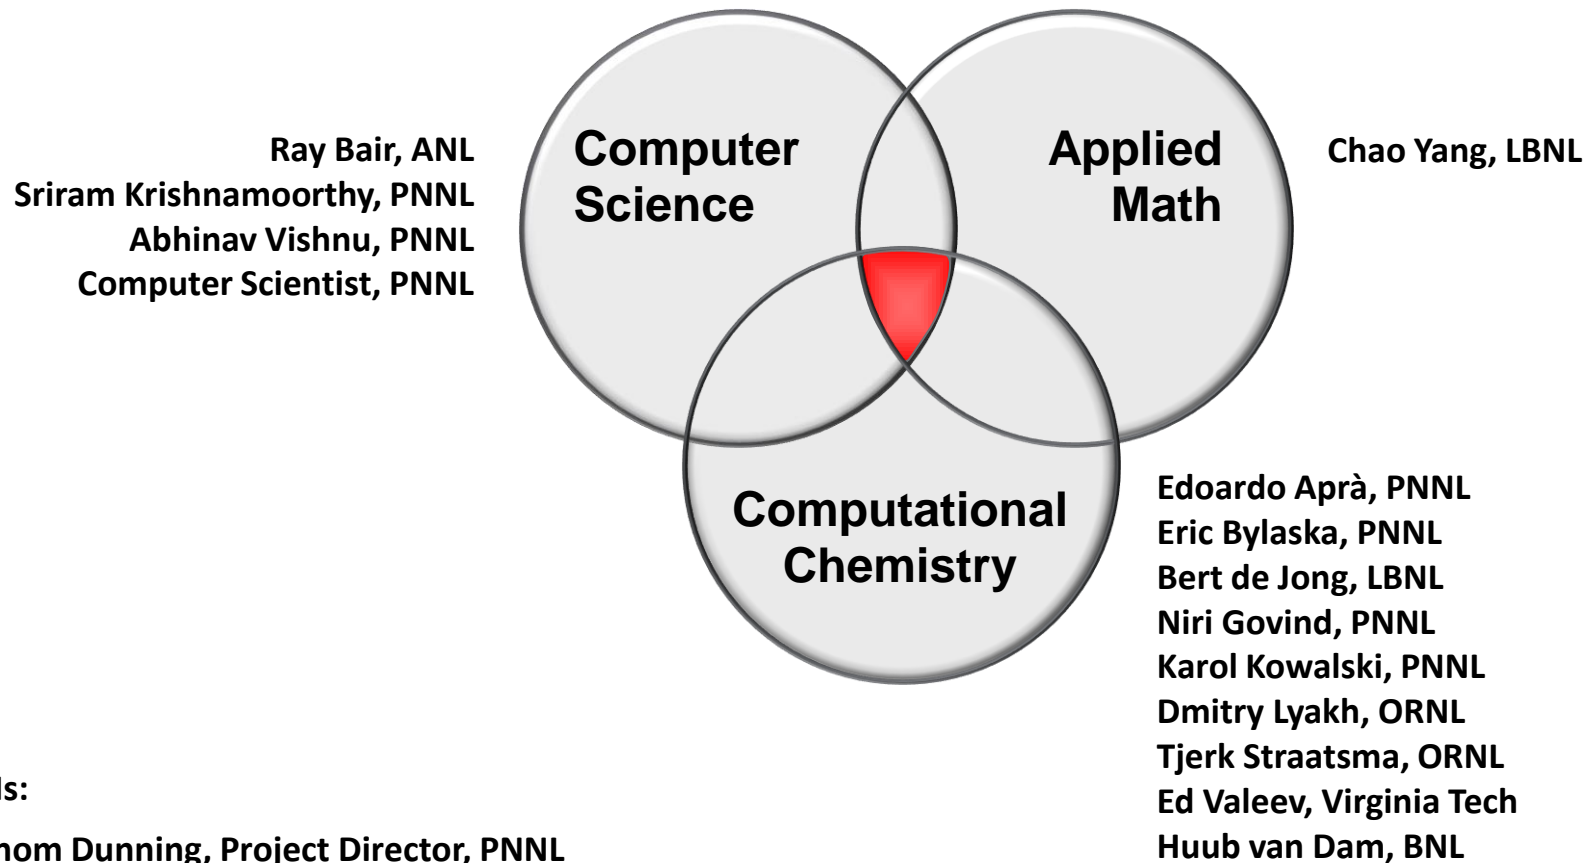 Ray Bair, ANL
Sriram Krishnamoorthy, PNNL
Abhinav Vishnu, PNNL
Computer Scientist, PNNL
Computer
Science
Applied
Math
Chao Yang, LBNL
Computational
Chemistry
Edoardo Aprà, PNNL
Eric Bylaska, PNNL
Bert de Jong, LBNL
Niri Govind, PNNL
Karol Kowalski, PNNL
Dmitry Lyakh, ORNL
Tjerk Straatsma, ORNL
Ed Valeev, Virginia Tech
Huub van Dam, BNL
Dunning, Project Director, PNNL